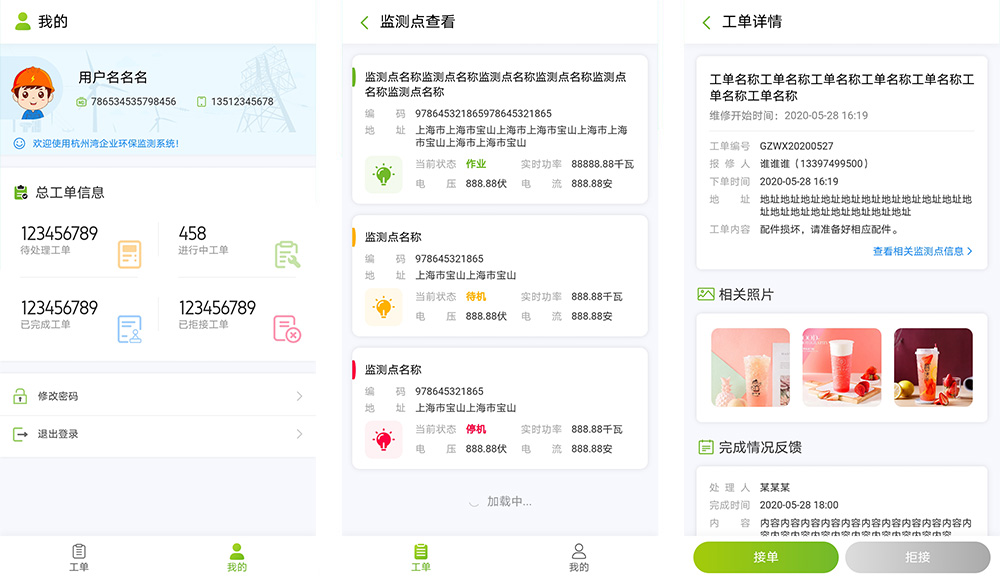 我的
用户名名名
786534535798456
13512345678
欢迎使用杭州湾企业环保监测系统!
总工单信息
123456789
待处理工单
458
进行中工单
123456789
已完成工单
123456789
已拒接工单
修改密码
退出登录
工单
我的
监测点查看
监测点名称监测点名称监测点名称监测点名称监测点
名称监测点名称
编 码 978645321865978645321865
地 址 上海市上海市宝山上海市上海市宝山上海市上海
市宝山上海市上海市宝山
当前状态 作业 实时功率 88888.88千瓦
电 压 888.88伏 电 流 888.88安
监测点名称
编 码 978645321865
地 址 上海市宝山上海市宝山
当前状态 待机 实时功率 888.88千瓦
电 压 888.88伏 电 流 888.88安
监测点名称
编 码 978645321865
地 址 上海市宝山上海市宝山
当前状态 停机 实时功率 888.88千瓦
电 压 888.88伏 电 流 888.88安
加载中...
工单
我的
工单详情
工单名称工单名称工单名称工单名称工单名称工
单名称工单名称
维修开始时间：2020-05-28 16:19
工单编号 GZWX20200527
报 修 人 谁谁谁（13397499500）
下单时间 2020-05-28 16:19
地 址 地址地址地址地址地址地址地址地址地址地址
地址地址地址地址地址地址地址
工单内容 配件损坏，请准备好相应配件。
查看相关监测点信息
相关照片
完成情况反馈
处 理 人 某某某
完成时间 2020-05-28 18:00
内 容 内容内容内容内容内容内容内容内容内容内容
接单
拒接